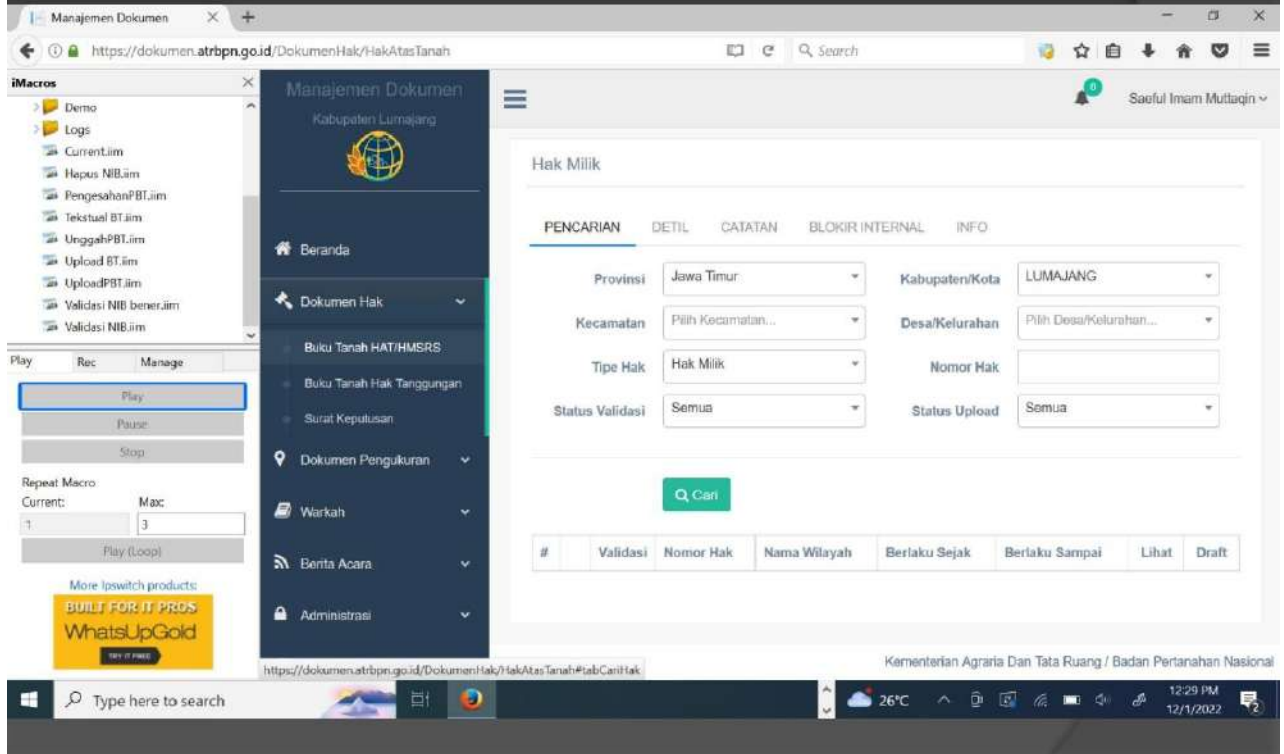 Manajemen Dokumen
https://dokumen.atrbpn.go.id/DokumenHak/HakAtasTanah
Search
iMacros
Demo
Logs
Current.iim
Hapus NIB.iim
PengesahanPBT.iim
Tekstual BT.iim
UnggahPBT.iim
Upload BT.iim
UploadPBT.iim
Validasi NIB bener.iim
Validasi NIB.iim
Play Rec Manage
Play
Pause
Stop
Repeat Macro
Current: Max:
1 3
Play (Loop)
More Ipswitch products:
BUILT FOR IT PROS
WhatsUpGold
TRY IT FREE
Manajemen Dokumen
Kabupaten Lumajang
Beranda
Dokumen Hak
Buku Tanah HAT/HMSRS
Buku Tanah Hak Tanggungan
Surat Keputusan
Dokumen Pengukuran
Warkah
Berita Acara
Administrasi
https://dokumen.atrbpn.go.id/DokumenHak/HakAtasTanah#tabCariHak
Saeful Imam Muttaqin
Hak Milik
PENCARIAN DETIL CATATAN BLOKIR INTERNAL INFO
Provinsi Jawa Timur Kabupaten/Kota LUMAJANG
Kecamatan Pilih Kecamatan... Desa/Kelurahan Pilih Desa/Kelurahan...
Tipe Hak Hak Milik Nomor Hak
Status Validasi Semua Status Upload Semua
Cari
# Validasi Nomor Hak Nama Wilayah Berlaku Sejak Berlaku Sampai Lihat Draft
Kementerian Agraria Dan Tata Ruang / Badan Pertanahan Nasional
Type here to search
26°C
12:29 PM
12/1/2022
2